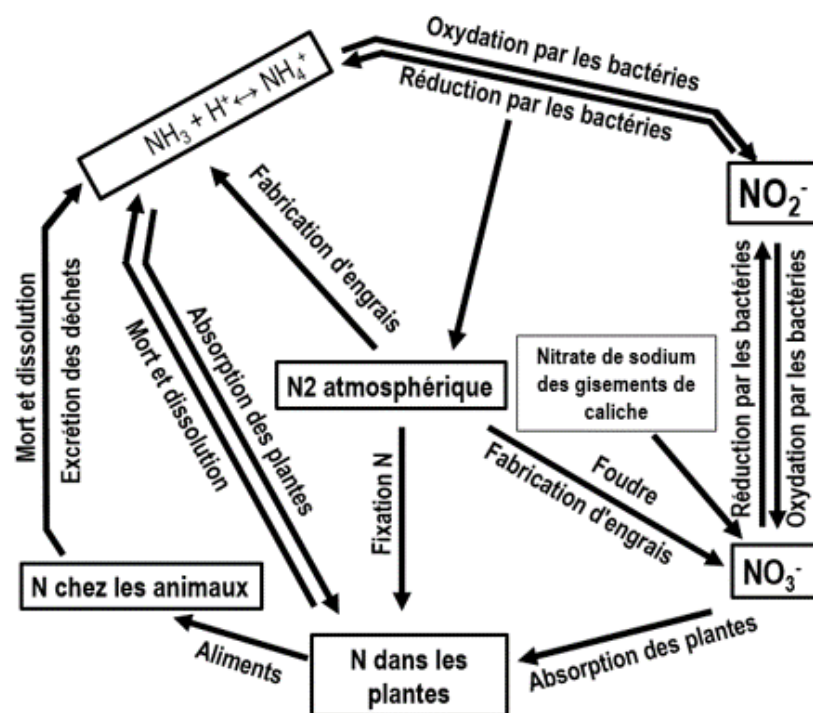 Oxydation par les bactéries
Réduction par les bactéries
NH₃ + H⁺ ↔ NH₄⁺
NO₂⁻
Fabrication d'engrais
Mort et dissolution
Excrétion des déchets
Absorption des plantes
Mort et dissolution
N2 atmosphérique
Nitrate de sodium
des gisements de
caliche
Réduction par les bactéries
Oxydation par les bactéries
Fixation N
Foudre
Fabrication d'engrais
NO₃⁻
N chez les animaux
Aliments
N dans les
plantes
Absorption des plantes